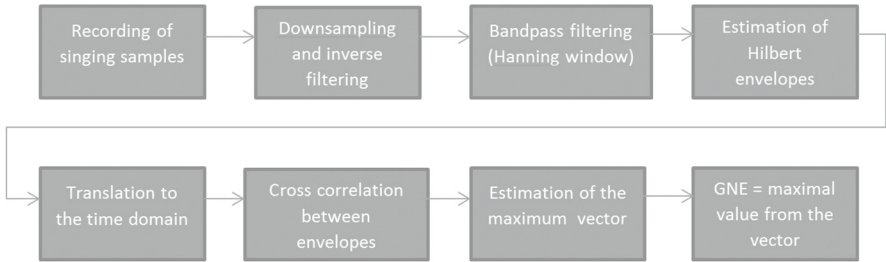 Recording of
singing samples
Downsampling
and inverse
filtering
Bandpass filtering
(Hanning window)
Estimation of
Hilbert
envelopes
Translation to
the time domain
Cross correlation
between
envelopes
Estimation of the
maximum vector
GNE = maximal
value from the
vector